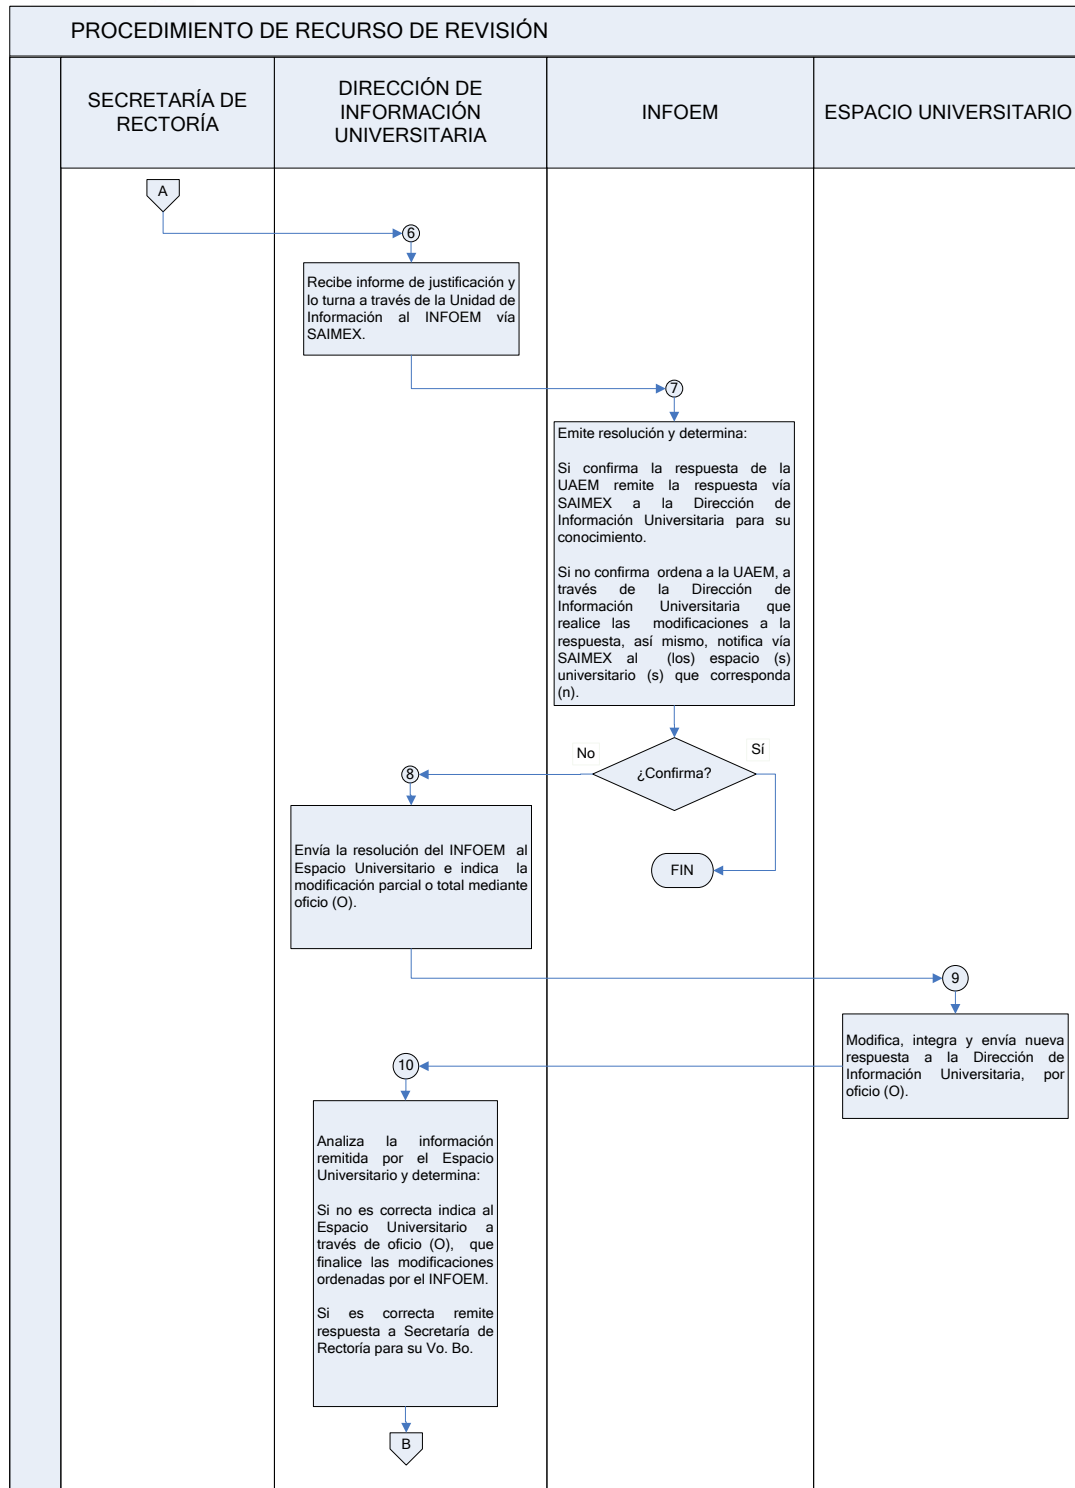 PROCEDIMIENTO DE RECURSO DE REVISIÓN
SECRETARÍA DE
RECTORÍA
DIRECCIÓN DE
INFORMACIÓN
UNIVERSITARIA
INFOEM
ESPACIO UNIVERSITARIO
A
6
Recibe informe de justificación y
lo turna a través de la Unidad de
Información al INFOEM vía
SAIMEX.
7
Emite resolución y determina:
Si confirma la respuesta de la
UAEM remite la respuesta vía
SAIMEX a la Dirección de
Información Universitaria para su
conocimiento.
Si no confirma ordena a la UAEM, a
través de la Dirección de
Información Universitaria que
realice las modificaciones a la
respuesta, así mismo, notifica vía
SAIMEX al (los) espacio (s)
universitario (s) que corresponda
(n).
No
¿Confirma?
Sí
FIN
8
Envía la resolución del INFOEM al
Espacio Universitario e indica la
modificación parcial o total mediante
oficio (O).
9
Modifica, integra y envía nueva
respuesta a la Dirección de
Información Universitaria, por
oficio (O).
10
Analiza la información
remitida por el Espacio
Universitario y determina:
Si no es correcta indica al
Espacio Universitario a
través de oficio (O), que
finalice las modificaciones
ordenadas por el INFOEM.
Si es correcta remite
respuesta a Secretaría de
Rectoría para su Vo. Bo.
B